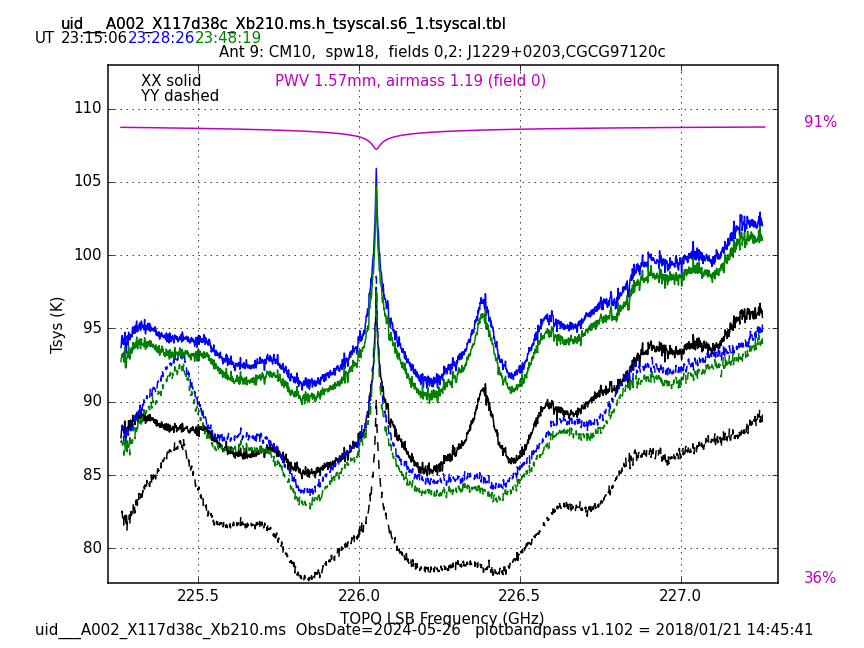 uid___A002_X117d38c_Xb210.ms.h_tsyscal.s6_1.tsyscal.tbl
UT 23:15:06 23:28:26 23:48:19
Ant 9: CM10,  spw18,  fields 0,2: J1229+0203,CGCG97120c
XX solid
PWV 1.57mm, airmass 1.19 (field 0)
YY dashed
110
91%
105
100
95
Tsys (K)
90
85
80
36%
225.5 226.0 226.5 227.0
TOPO LSB Frequency (GHz)
uid___A002_X117d38c_Xb210.ms  ObsDate=2024-05-26   plotbandpass v1.102 = 2018/01/21 14:45:41